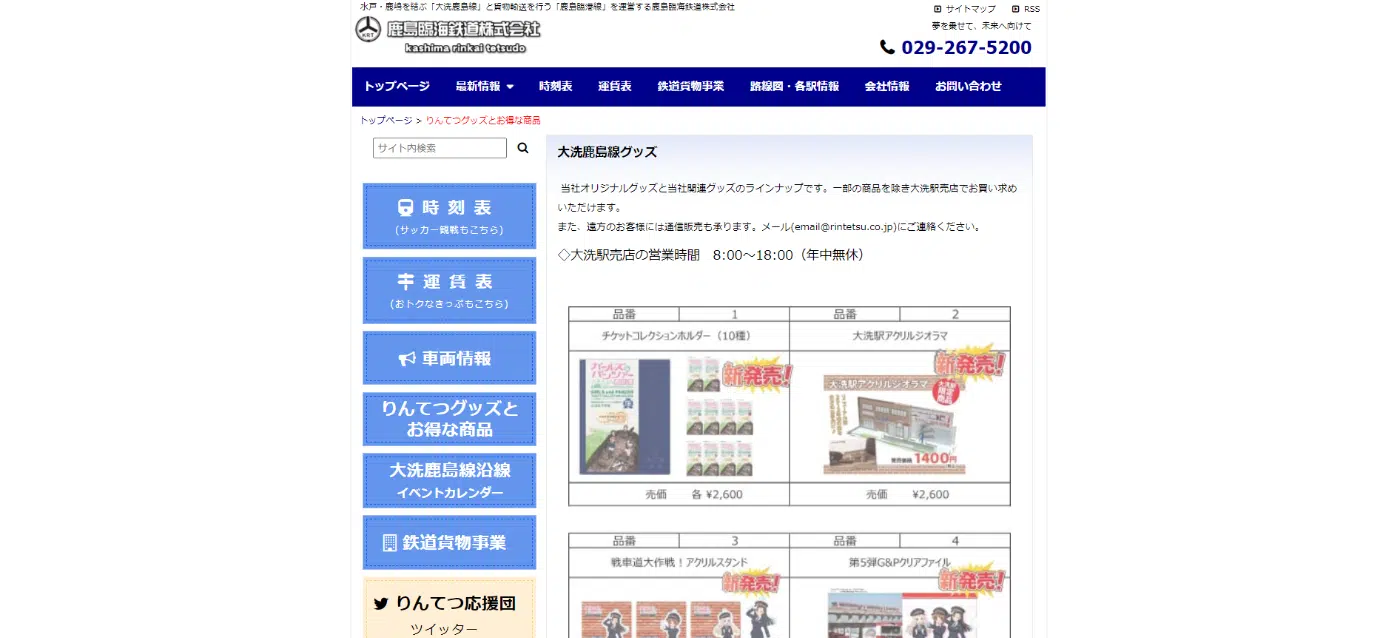 水戸・鹿嶋を結ぶ「大洗鹿島線」と貨物輸送を行う「鹿島臨港線」を運営する鹿島臨海鉄道株式会社
サイトマップ RSS
夢を乗せて、未来へ向けて
KRT 鹿島臨海鉄道株式会社
kashima rinkai tetsudo
029-267-5200
トップページ 最新情報 時刻表 運賃表 鉄道貨物事業 路線図・各駅情報 会社情報 お問い合わせ
トップページ > りんてつグッズとお得な商品
サイト内検索
時刻表
(サッカー観戦もこちら)
運賃表
(おトクなきっぷもこちら)
車両情報
りんてつグッズと
お得な商品
大洗鹿島線沿線
イベントカレンダー
鉄道貨物事業
りんてつ応援団
ツイッター
大洗鹿島線グッズ
当社オリジナルグッズと当社関連グッズのラインナップです。一部の商品を除き大洗駅売店でお買い求め
いただけます。
また、遠方のお客様には通信販売も承ります。メール(email@rintetsu.co.jp)にご連絡ください。
◇大洗駅売店の営業時間 8:00~18:00(年中無休)
品番 1 品番 2
チケットコレクションホルダー(10種) 大洗駅アクリルジオラマ
新発売! 新発売!
ガールズ&パンツァー
大洗駅アクリルジオラマ
大洗駅
限定
商品
販売価格 1400円
売価 各 ¥2,600 売価 ¥2,600
品番 3 品番 4
戦車道大作戦!アクリルスタンド 第5弾G&Pクリアファイル
新発売! 新発売!